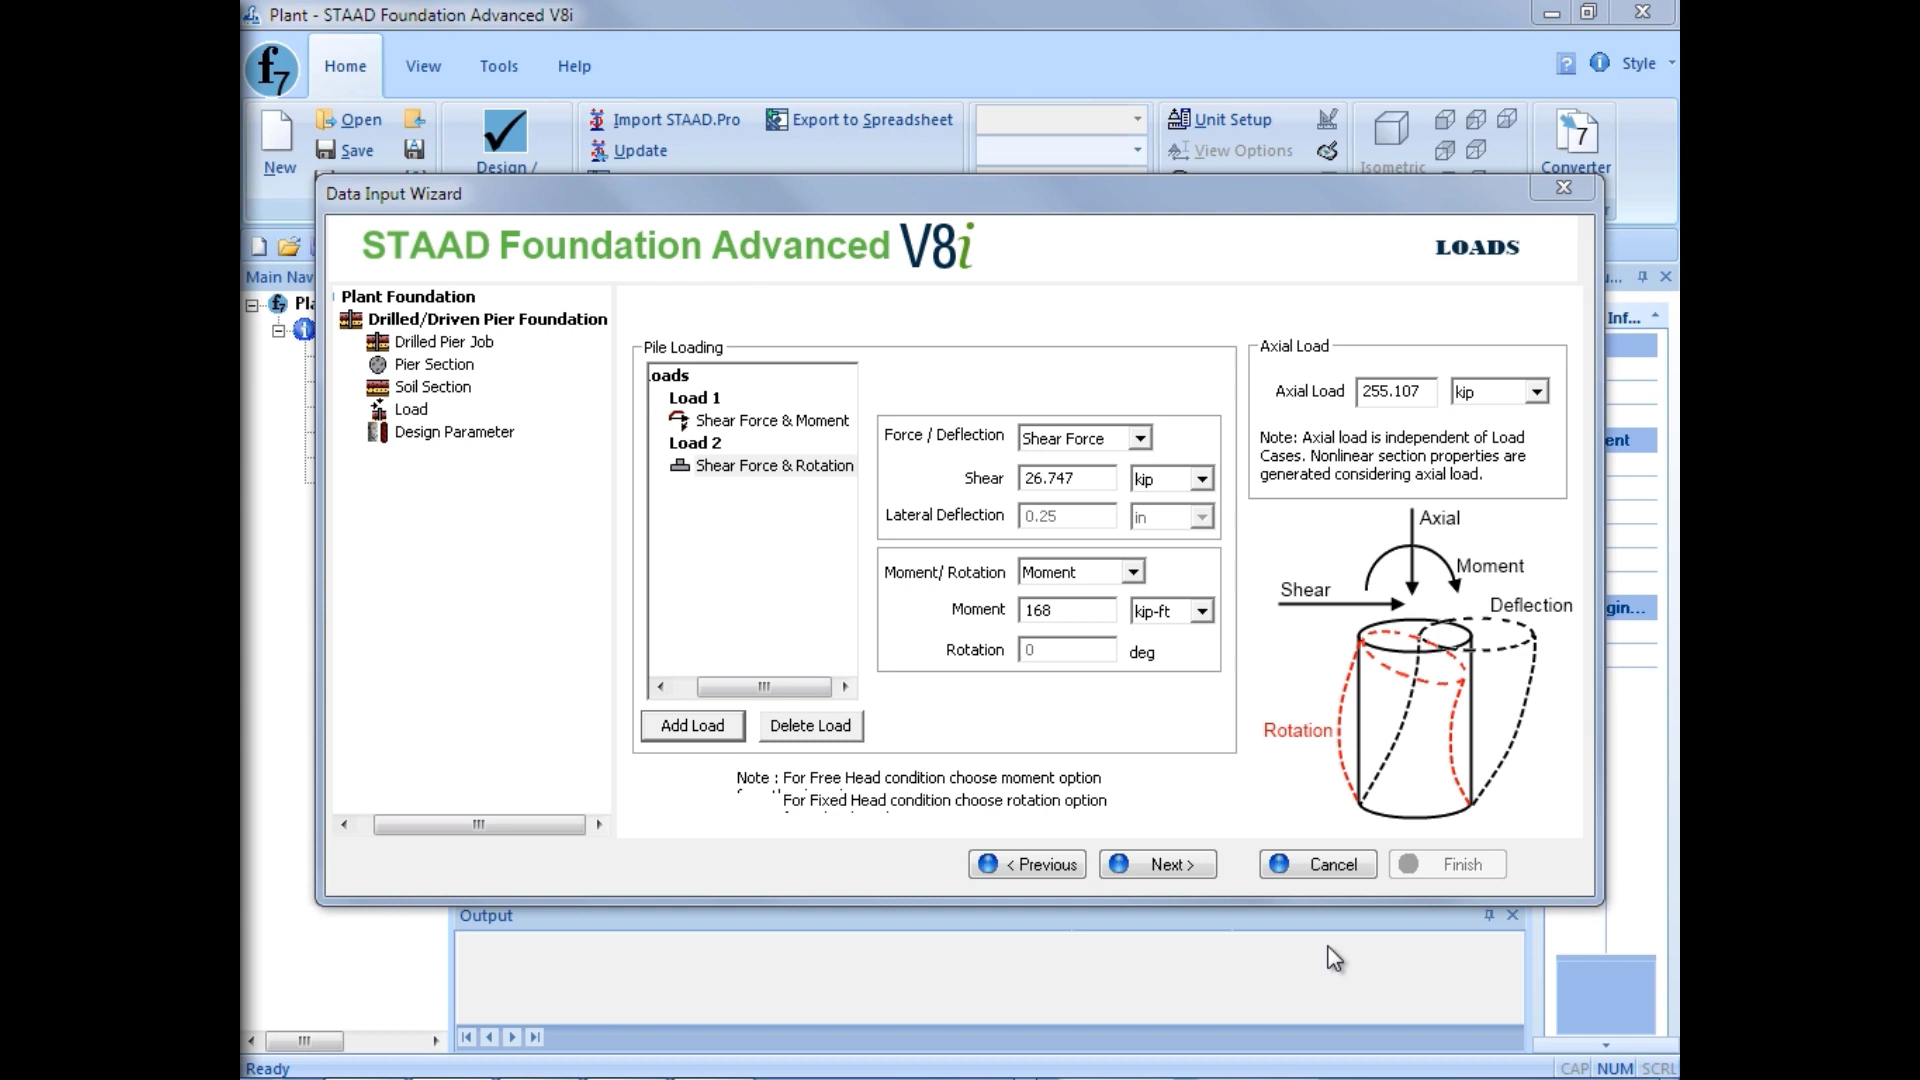 Plant - STAAD Foundation Advanced V8i
Home View Tools Help
Style
New
Open
Save
Design /
Import STAAD.Pro
Update
Export to Spreadsheet
Unit Setup
View Options
Isometric
Converter
Data Input Wizard
STAAD Foundation Advanced V8i
LOADS
Main Nav
Pla
Plant Foundation
Drilled/Driven Pier Foundation
Drilled Pier Job
Pier Section
Soil Section
Load
Design Parameter
Pile Loading
oads
Load 1
Shear Force & Moment
Load 2
Shear Force & Rotation
Add Load
Delete Load
Force / Deflection Shear Force
Shear 26.747 kip
Lateral Deflection 0.25 in
Moment/ Rotation Moment
Moment 168 kip-ft
Rotation 0 deg
Note : For Free Head condition choose moment option
For Fixed Head condition choose rotation option
Axial Load
Axial Load 255.107 kip
Note: Axial load is independent of Load
Cases. Nonlinear section properties are
generated considering axial load.
Axial
Moment
Shear
Deflection
Rotation
< Previous
Next >
Cancel
Finish
u...
Inf...
ent
gin...
Output
Ready
CAP NUM SCRL